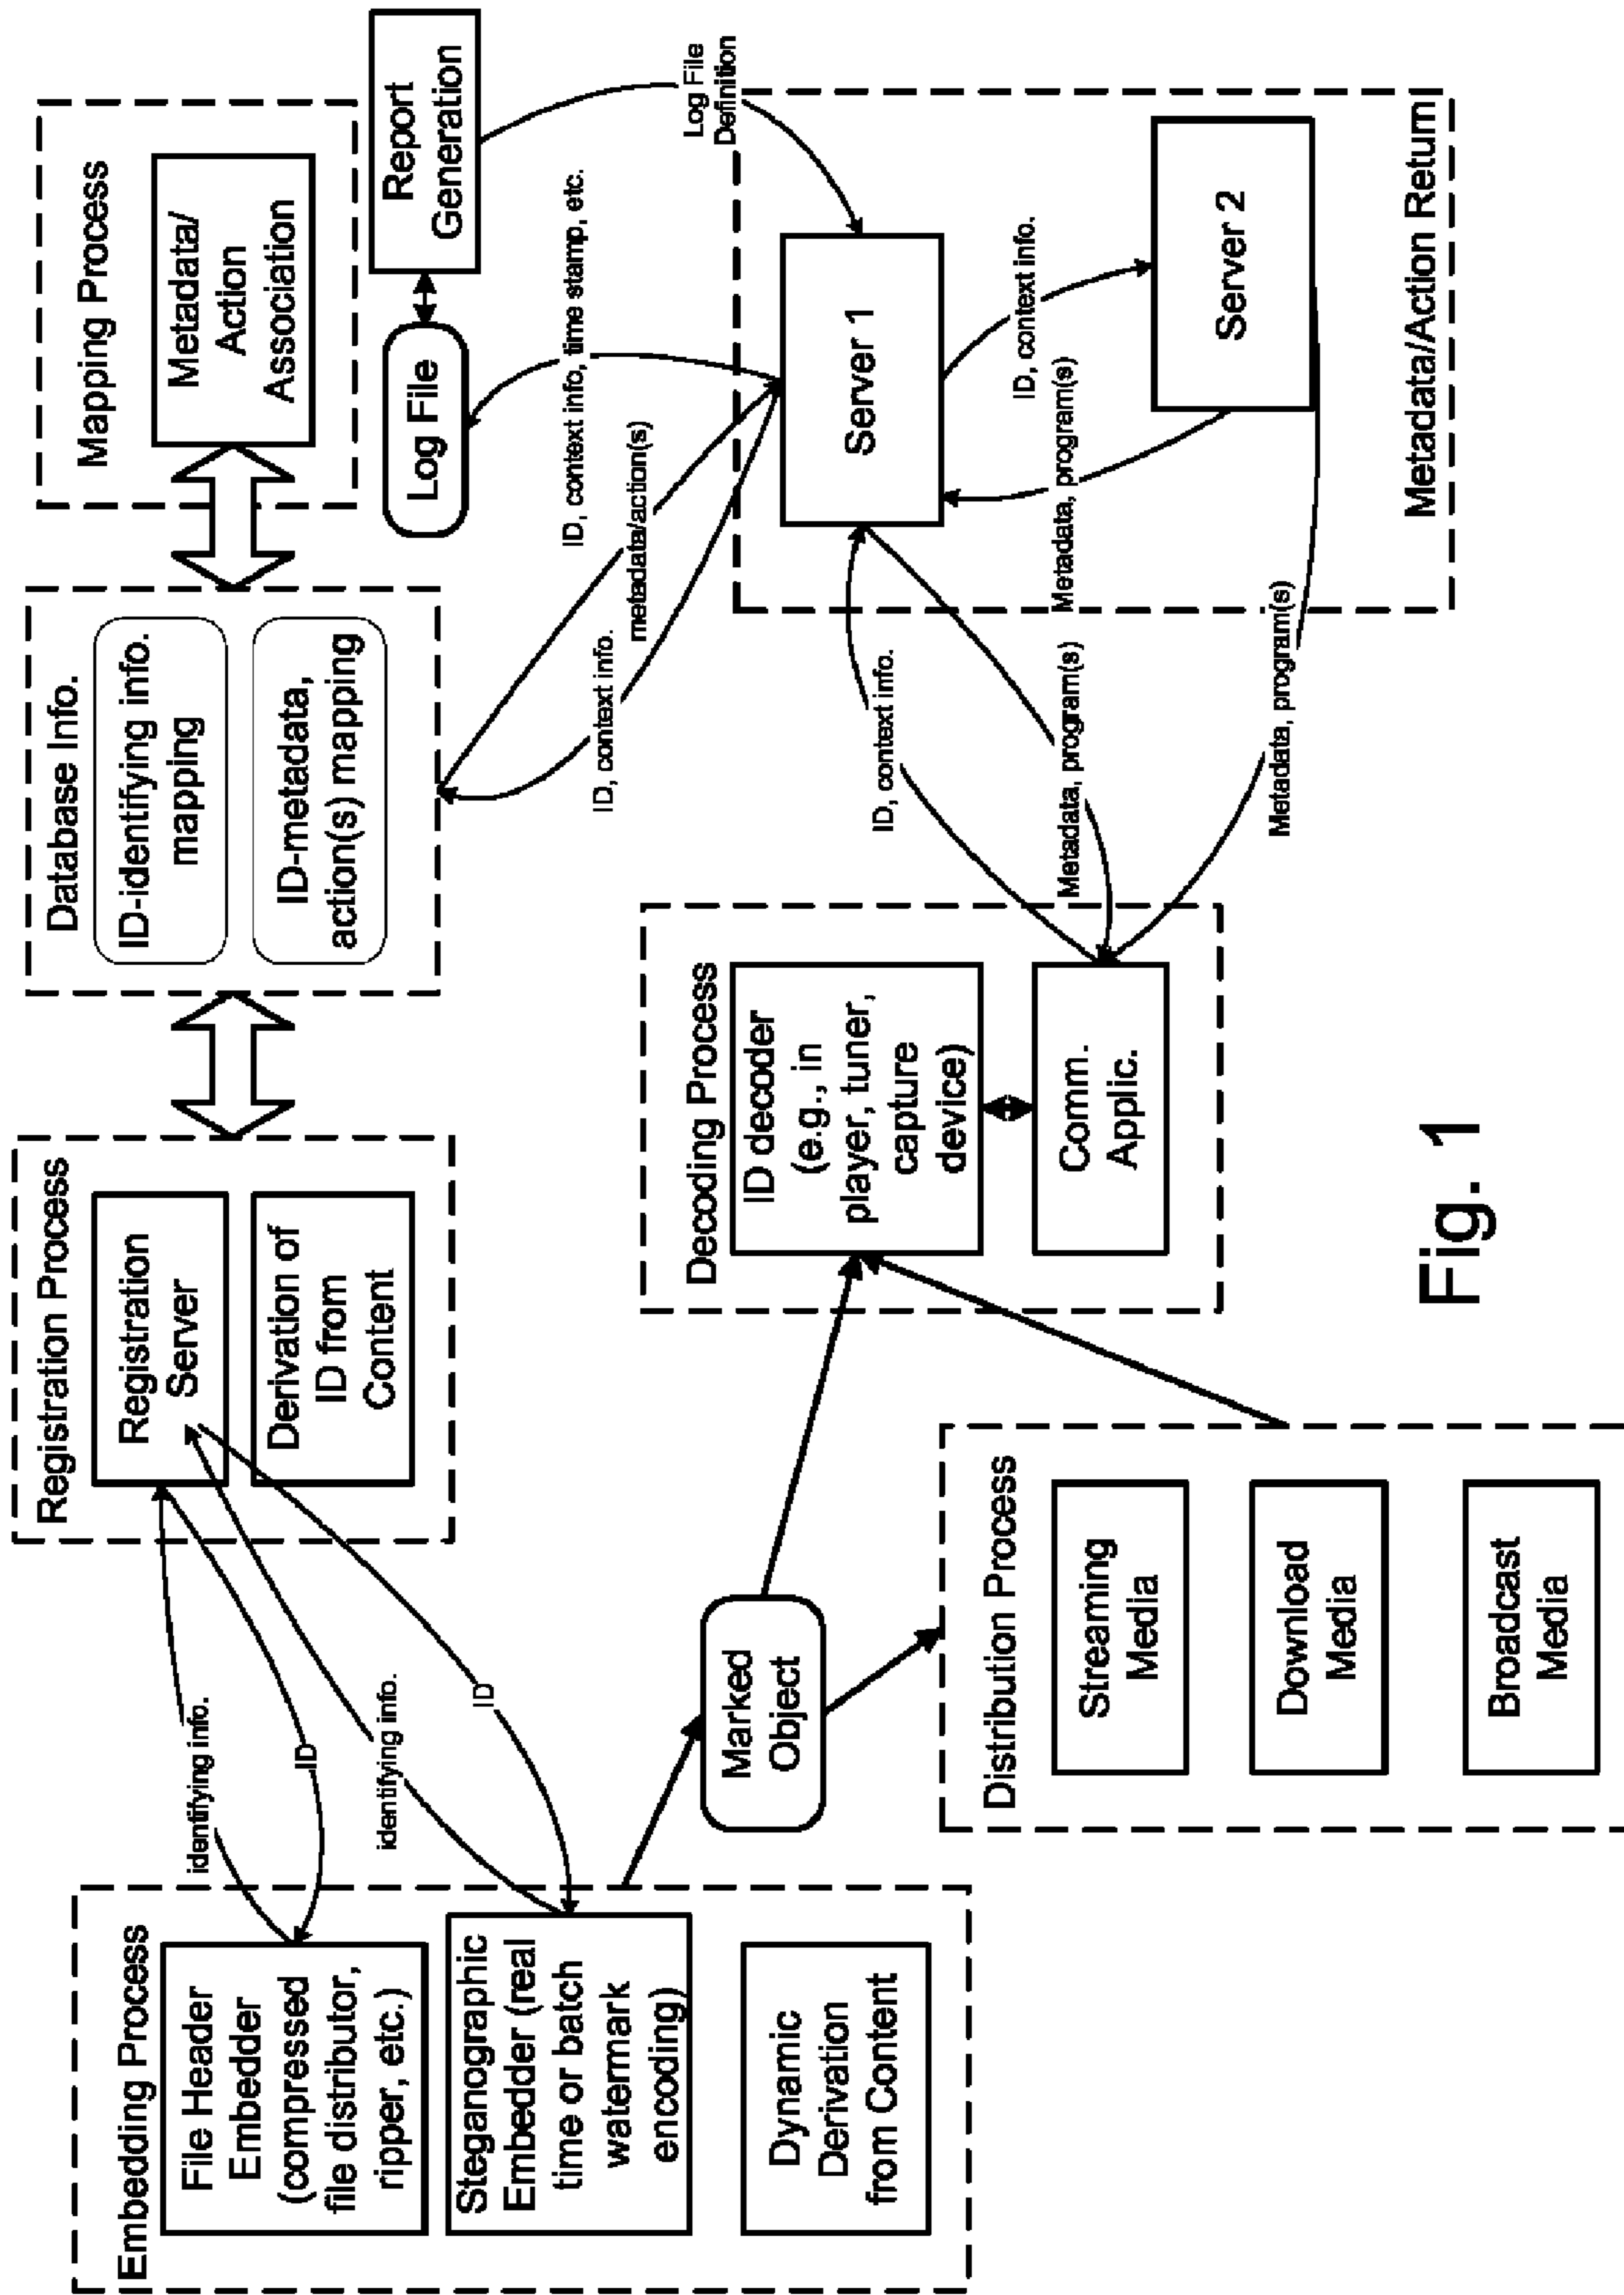 Embedding Process
File Header
Embedder
(compressed
file distributor,
ripper, etc.)
Steganographic
Embedder (real
time or batch
watermark
encoding)
Dynamic
Derivation
from Content
identifying info.
ID
identifying info.
ID
Registration Process
Registration
Server
Derivation of
ID from
Content
Database Info.
ID-identifying info.
mapping
ID-metadata,
action(s) mapping
Mapping Process
Metadata/
Action
Association
Log File
Report
Generation
Log File
Definition
ID, context info, time stamp, etc.
metadata/action(s)
ID, context info.
Marked
Object
Distribution Process
Streaming
Media
Download
Media
Broadcast
Media
Decoding Process
ID decoder
(e.g., in
player, tuner,
capture
device)
Comm.
Applic.
ID, context info.
Metadata, program(s)
Metadata, program(s)
Server 1
ID, context info.
Metadata, program(s)
Server 2
Metadata/Action Return
Fig. 1